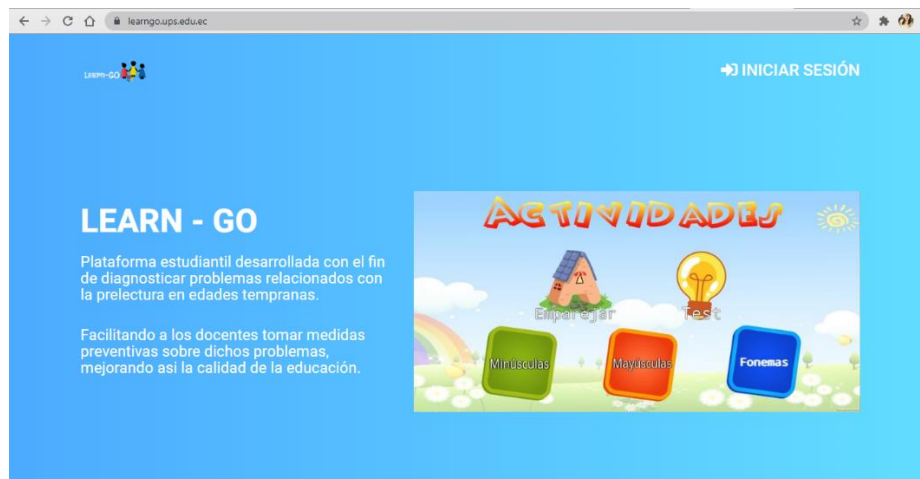 learngo.ups.edu.ec
Learn-GO
INICIAR SESIÓN
LEARN - GO
Plataforma estudiantil desarrollada con el fin
de diagnosticar problemas relacionados con
la prelectura en edades tempranas.
Facilitando a los docentes tomar medidas
preventivas sobre dichos problemas,
mejorando asi la calidad de la educación.
ACTIVIDADES
A
Emparejar
Test
Minúsculas
Mayúsculas
Fonemas